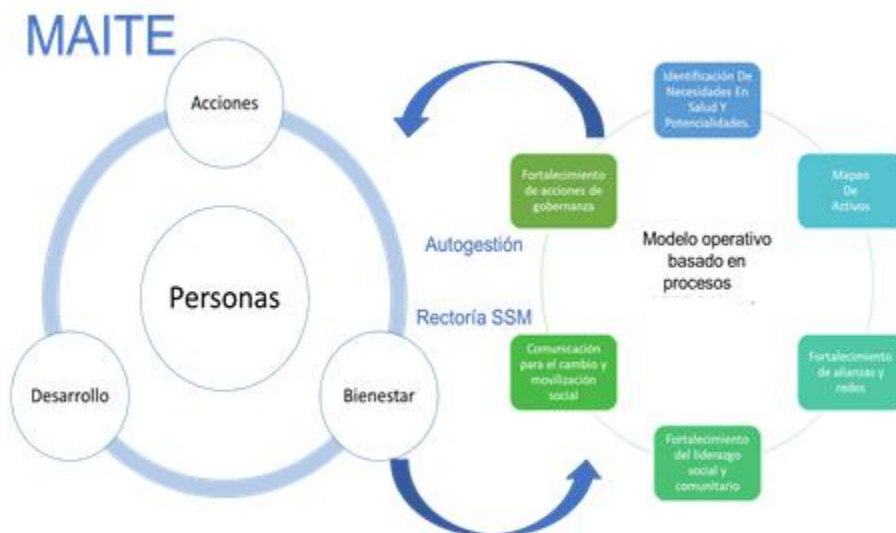 MAITE
Acciones
Personas
Desarrollo
Bienestar
Autogestión
Rectoría SSM
Identificación De
Necesidades En
Salud Y
Potencialidades.
Mapeo
De
Activos
Fortalecimiento
de alianzas y
redes
Fortalecimiento
del liderazgo
social y
comunitario
Comunicación
para el cambio y
movilización
social
Fortalecimiento
de acciones de
gobernanza
Modelo operativo
basado en
procesos